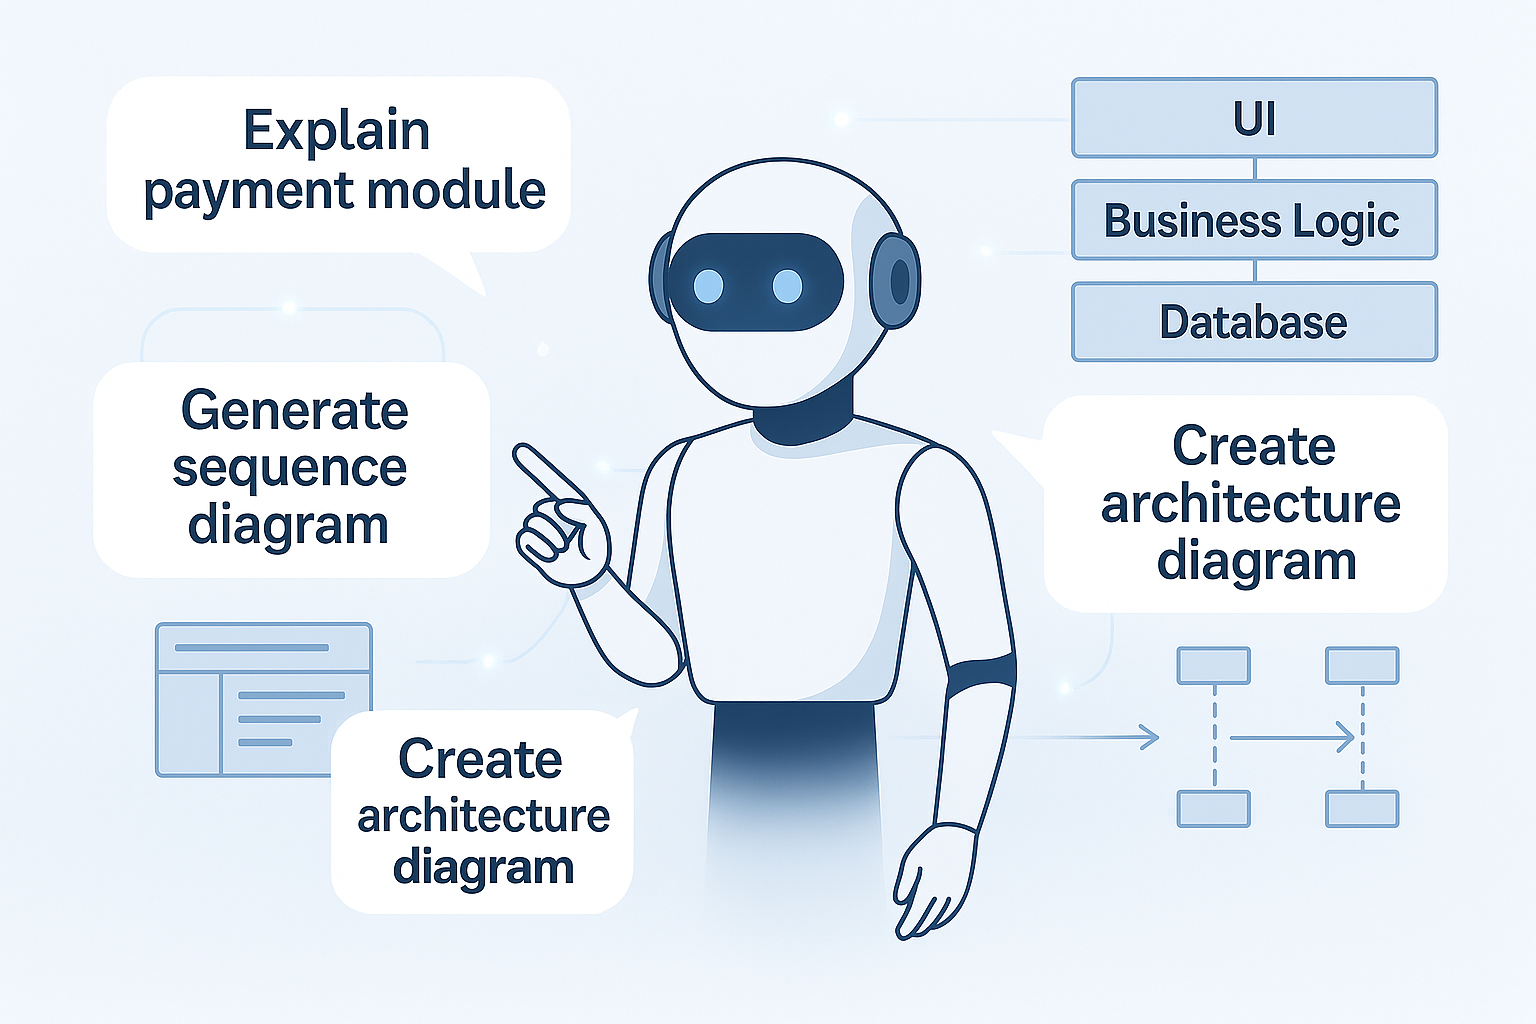 Explain
payment module
UI
Business Logic
Database
Generate
sequence
diagram
Create
architecture
diagram
Create
architecture
diagram